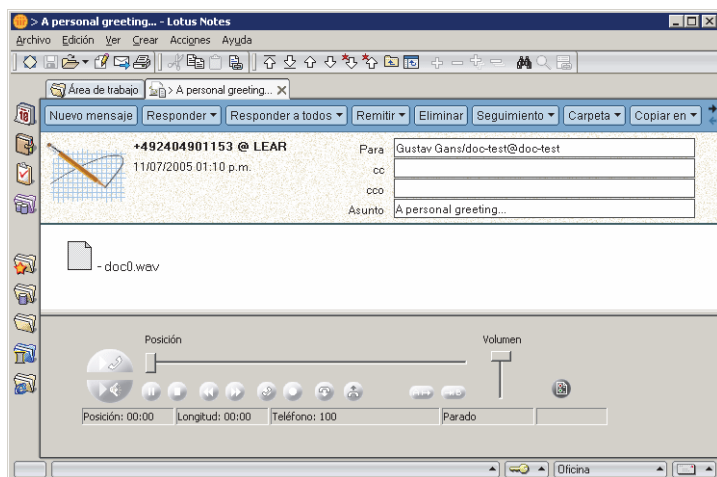 > A personal greeting... - Lotus Notes
Archivo Edición Ver Crear Acciones Ayuda
Área de trabajo > A personal greeting...
Nuevo mensaje Responder Responder a todos Remitir Eliminar Seguimiento Carpeta Copiar en
+492404901153 @ LEAR
11/07/2005 01:10 p.m.
Para Gustav Gans/doc-test@doc-test
cc
cco
Asunto A personal greeting...
- doc0.wav
Posición Volumen
Posición: 00:00 Longitud: 00:00 Teléfono: 100 Parado
Oficina